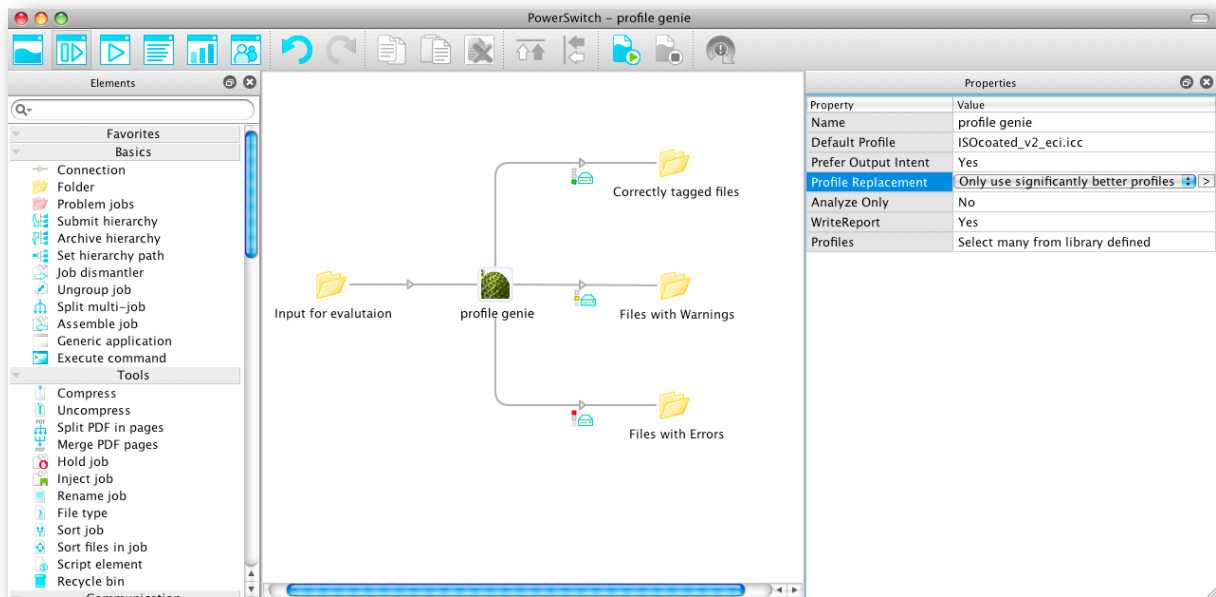 PowerSwitch – profile genie
Elements
Favorites
Basics
Connection
Folder
Problem jobs
Submit hierarchy
Archive hierarchy
Set hierarchy path
Job dismantler
Ungroup job
Split multi-job
Assemble job
Generic application
Execute command
Tools
Compress
Uncompress
Split PDF in pages
Merge PDF pages
Hold job
Inject job
Rename job
File type
Sort job
Sort files in job
Script element
Recycle bin
Communication
Correctly tagged files
Input for evalutaion
profile genie
Files with Warnings
Files with Errors
Properties
Property Value
Name profile genie
Default Profile ISOcoated_v2_eci.icc
Prefer Output Intent Yes
Profile Replacement Only use significantly better profiles >
Analyze Only No
WriteReport Yes
Profiles Select many from library defined